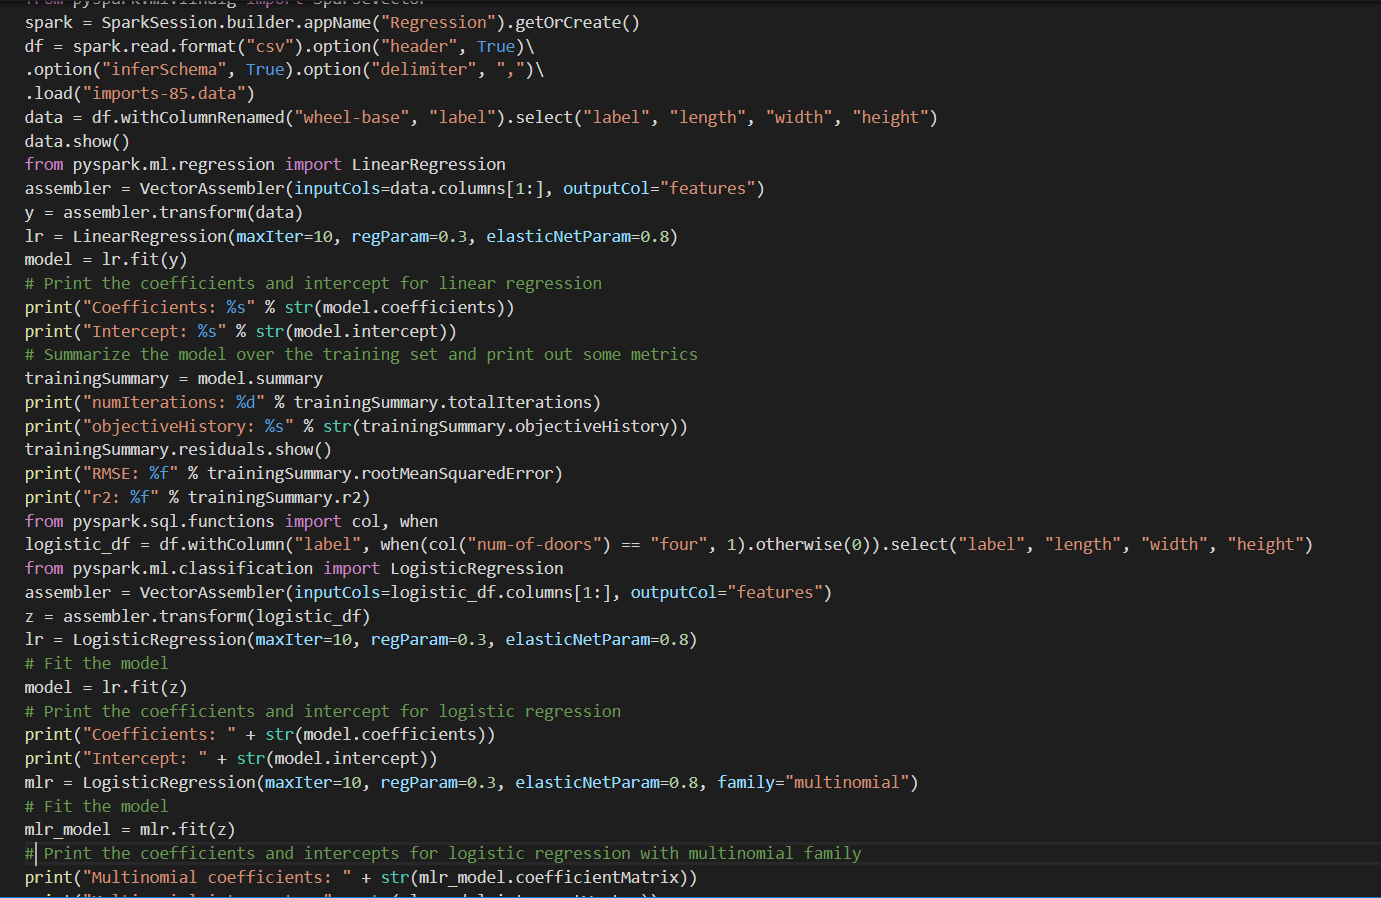 from pyspark.ml.linalg import SparseVector
spark = SparkSession.builder.appName("Regression").getOrCreate()
df = spark.read.format("csv").option("header", True)\
.option("inferSchema", True).option("delimiter", ",")\
.load("imports-85.data")
data = df.withColumnRenamed("wheel-base", "label").select("label", "length", "width", "height")
data.show()
from pyspark.ml.regression import LinearRegression
assembler = VectorAssembler(inputCols=data.columns[1:], outputCol="features")
y = assembler.transform(data)
lr = LinearRegression(maxIter=10, regParam=0.3, elasticNetParam=0.8)
model = lr.fit(y)
# Print the coefficients and intercept for linear regression
print("Coefficients: %s" % str(model.coefficients))
print("Intercept: %s" % str(model.intercept))
# Summarize the model over the training set and print out some metrics
trainingSummary = model.summary
print("numIterations: %d" % trainingSummary.totalIterations)
print("objectiveHistory: %s" % str(trainingSummary.objectiveHistory))
trainingSummary.residuals.show()
print("RMSE: %f" % trainingSummary.rootMeanSquaredError)
print("r2: %f" % trainingSummary.r2)
from pyspark.sql.functions import col, when
logistic_df = df.withColumn("label", when(col("num-of-doors") == "four", 1).otherwise(0)).select("label", "length", "width", "height")
from pyspark.ml.classification import LogisticRegression
assembler = VectorAssembler(inputCols=logistic_df.columns[1:], outputCol="features")
z = assembler.transform(logistic_df)
lr = LogisticRegression(maxIter=10, regParam=0.3, elasticNetParam=0.8)
# Fit the model
model = lr.fit(z)
# Print the coefficients and intercept for logistic regression
print("Coefficients: " + str(model.coefficients))
print("Intercept: " + str(model.intercept))
mlr = LogisticRegression(maxIter=10, regParam=0.3, elasticNetParam=0.8, family="multinomial")
# Fit the model
mlr_model = mlr.fit(z)
# Print the coefficients and intercepts for logistic regression with multinomial family
print("Multinomial coefficients: " + str(mlr_model.coefficientMatrix))